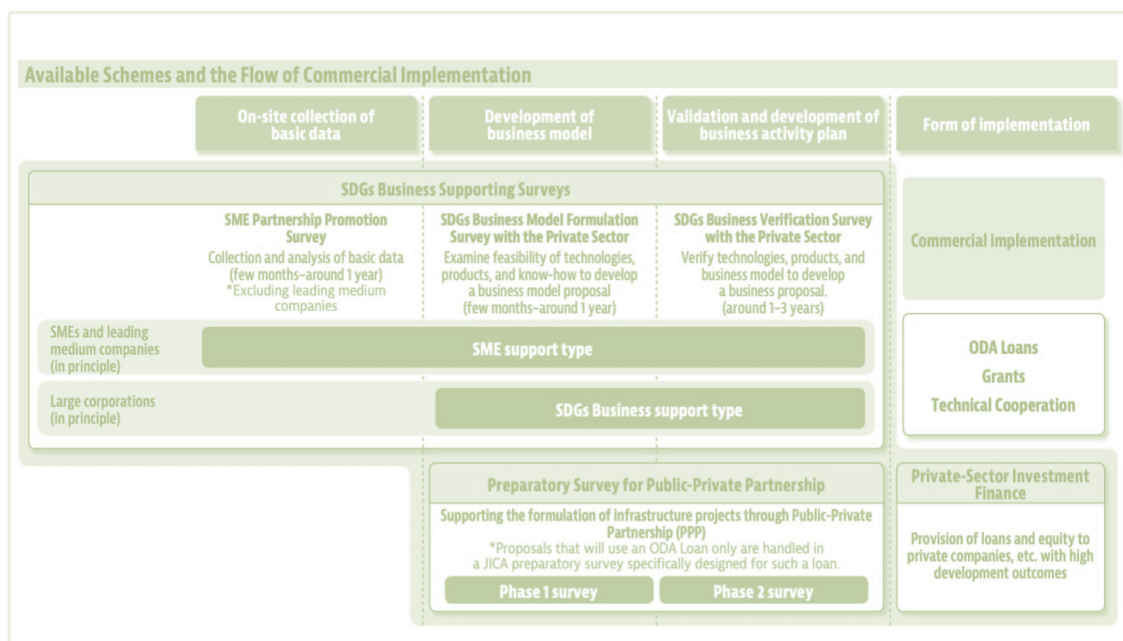 Available Schemes and the Flow of Commercial Implementation
On-site collection of
basic data
Development of
business model
Validation and development of
business activity plan
Form of implementation
SDGs Business Supporting Surveys
SME Partnership Promotion
Survey
Collection and analysis of basic data
(few months–around 1 year)
*Excluding leading medium
companies
SDGs Business Model Formulation
Survey with the Private Sector
Examine feasibility of technologies,
products, and know-how to develop
a business model proposal
(few months–around 1 year)
SDGs Business Verification Survey
with the Private Sector
Verify technologies, products, and
business model to develop
a business proposal.
(around 1–3 years)
Commercial implementation
SMEs and leading
medium companies
(in principle)
SME support type
Large corporations
(in principle)
SDGs Business support type
ODA Loans
Grants
Technical Cooperation
Preparatory Survey for Public-Private Partnership
Supporting the formulation of infrastructure projects through Public-Private
Partnership (PPP)
*Proposals that will use an ODA Loan only are handled in
a JICA preparatory survey specifically designed for such a loan.
Phase 1 survey
Phase 2 survey
Private-Sector Investment
Finance
Provision of loans and equity to
private companies, etc. with high
development outcomes